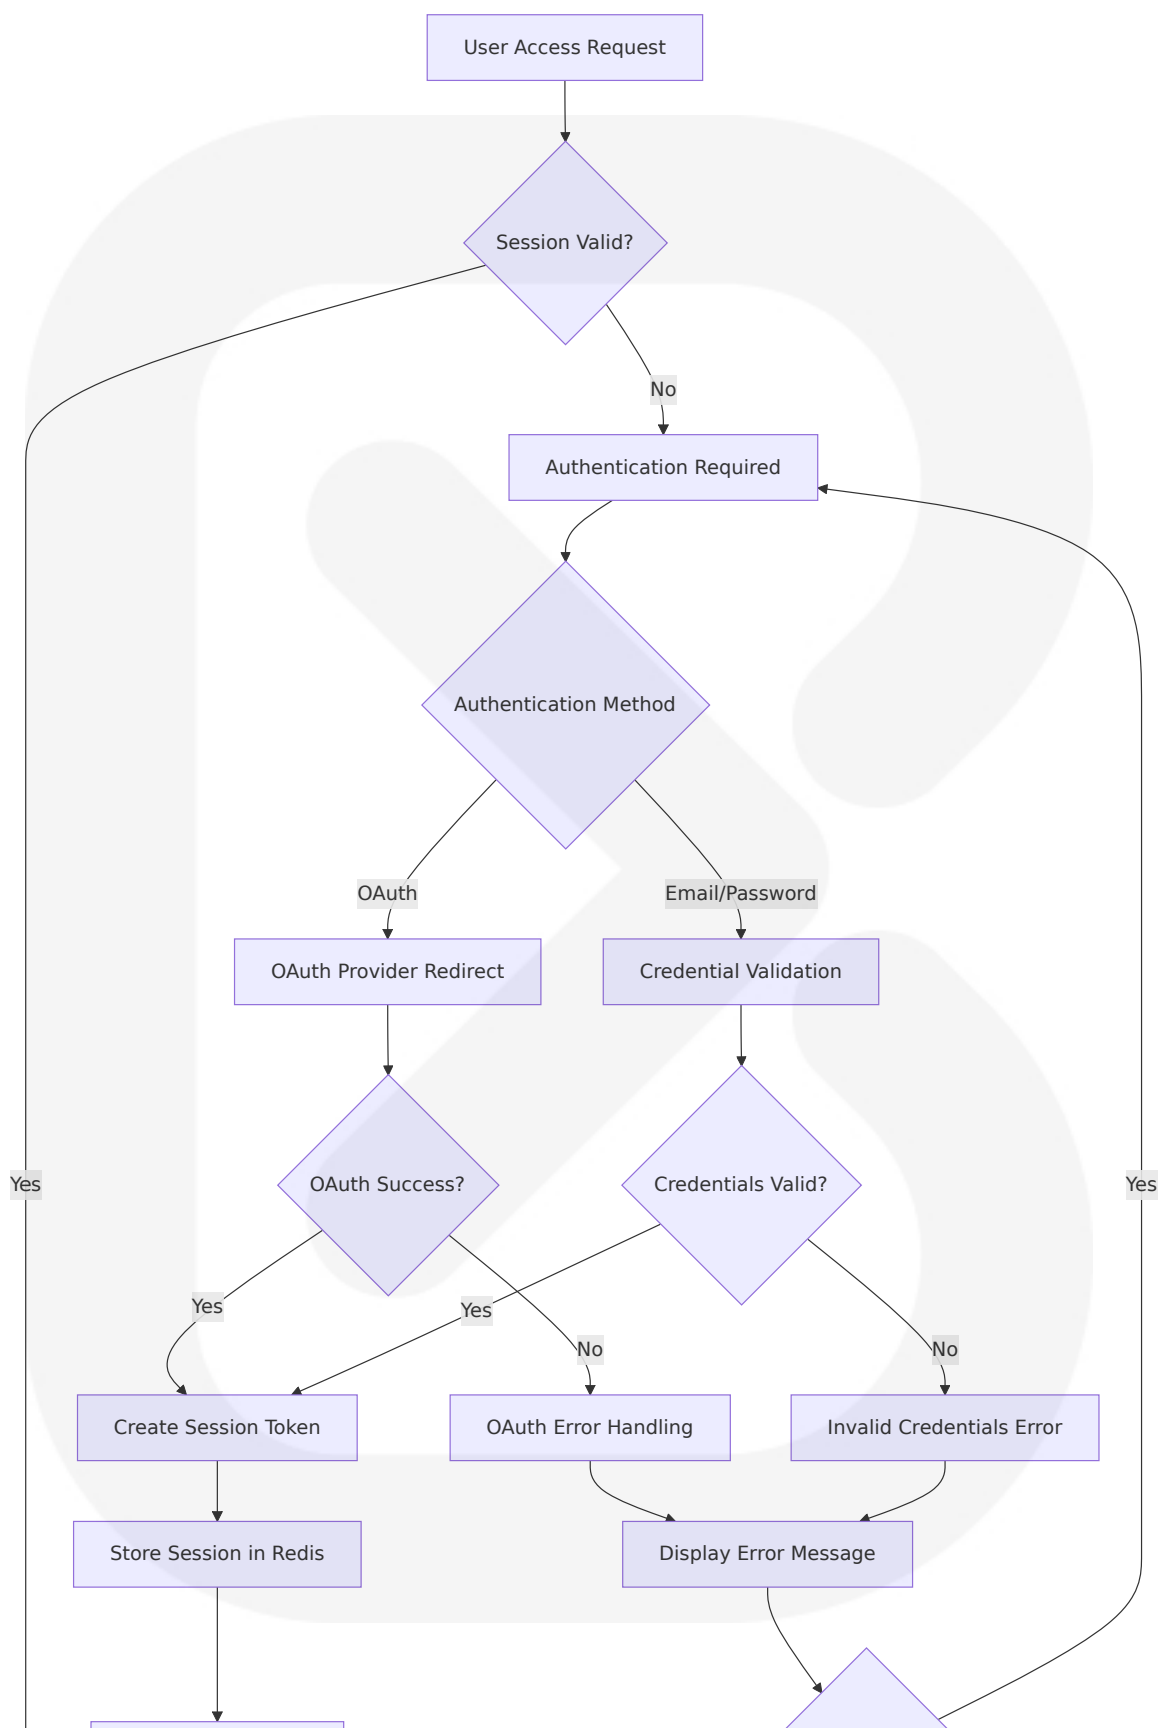 User Access Request
Session Valid?
No
Authentication Required
Authentication Method
OAuth
Email/Password
OAuth Provider Redirect
Credential Validation
Yes
OAuth Success?
Credentials Valid?
Yes
Yes
Yes
No
No
Create Session Token
OAuth Error Handling
Invalid Credentials Error
Store Session in Redis
Display Error Message